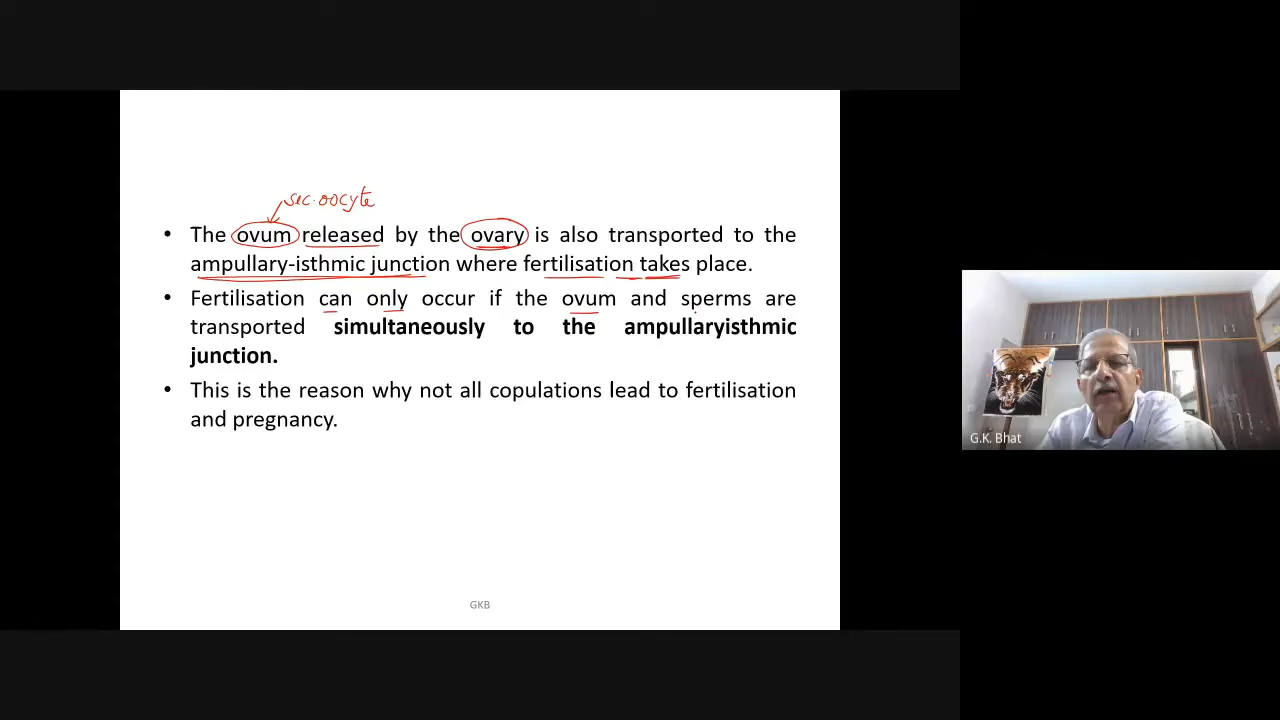 sec. oocyte
• The ovum released by the ovary is also transported to the
ampullary-isthmic junction where fertilisation takes place.
• Fertilisation can only occur if the ovum and sperms are
transported simultaneously to the ampullaryisthmic
junction.
• This is the reason why not all copulations lead to fertilisation
and pregnancy.
G.K. Bhat
GKB